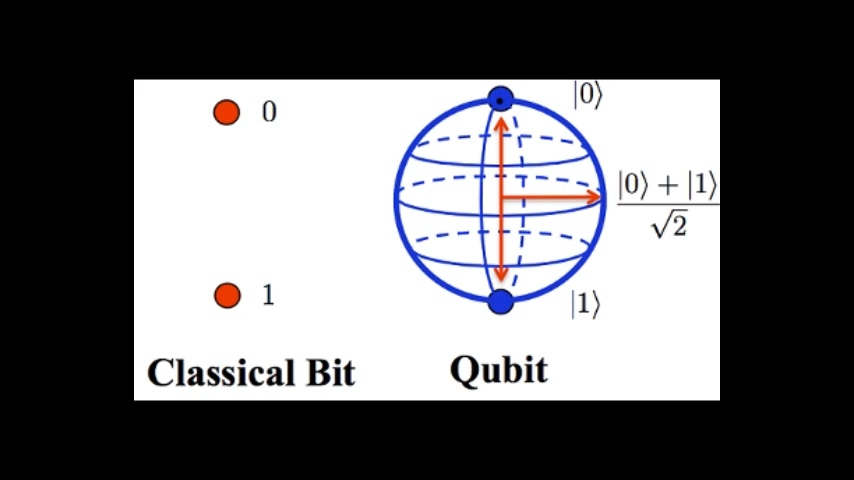 0
1
Classical Bit
|0⟩
|0⟩ + |1⟩
√2
|1⟩
Qubit